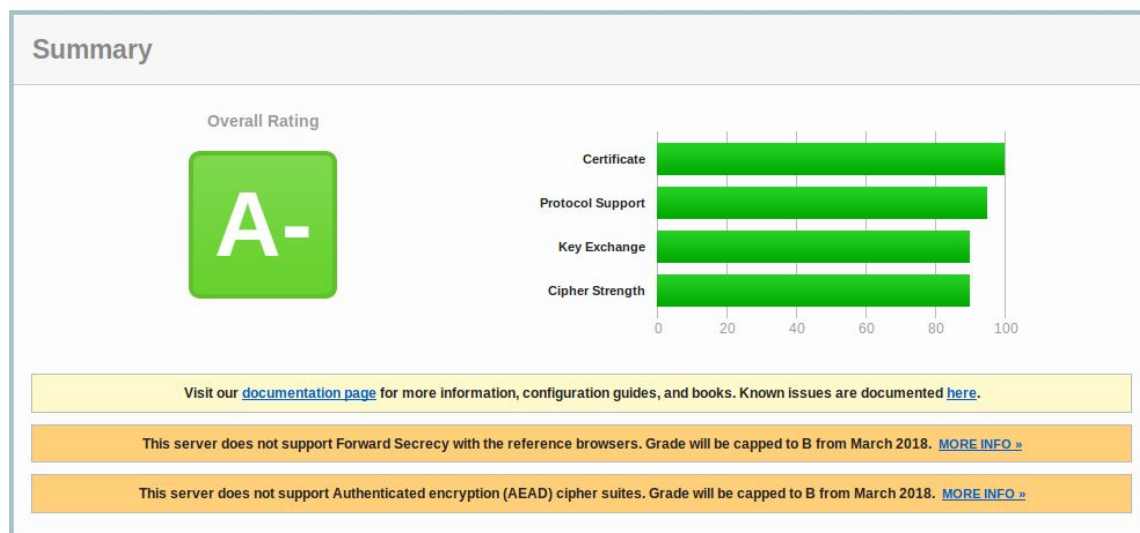 Summary
Overall Rating
A-
Certificate
Protocol Support
Key Exchange
Cipher Strength
0 20 40 60 80 100
Visit our documentation page for more information, configuration guides, and books. Known issues are documented here.
This server does not support Forward Secrecy with the reference browsers. Grade will be capped to B from March 2018. MORE INFO »
This server does not support Authenticated encryption (AEAD) cipher suites. Grade will be capped to B from March 2018. MORE INFO »